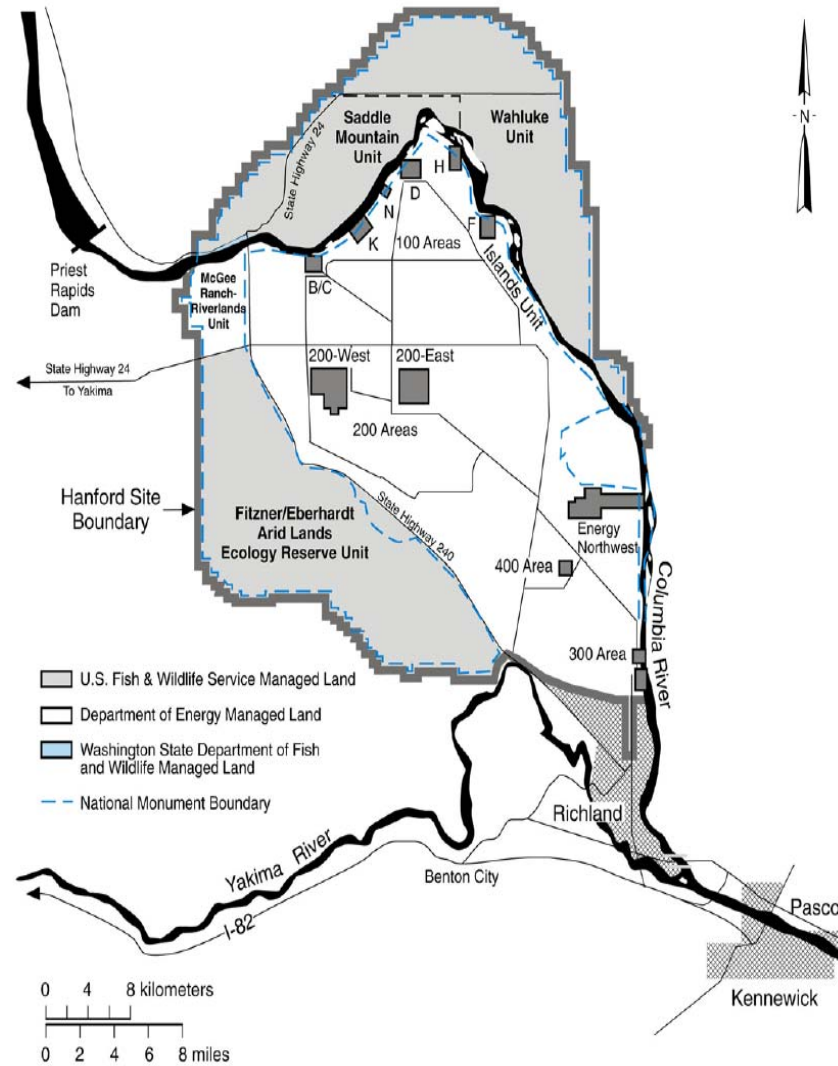 -N-
Saddle
Mountain
Unit
Wahluke
Unit
State Highway 24
H
D
N
K
F
100 Areas
Islands Unit
Priest
Rapids
Dam
McGee
Ranch-
Riverlands
Unit
B/C
State Highway 24
To Yakima
200-West
200-East
200 Areas
Hanford Site
Boundary
Fitzner/Eberhardt
Arid Lands
Ecology Reserve Unit
State Highway 240
Energy
Northwest
400 Area
Columbia River
300 Area
U.S. Fish & Wildlife Service Managed Land
Department of Energy Managed Land
Washington State Department of Fish
and Wildlife Managed Land
National Monument Boundary
Richland
Yakima River
Benton City
I-82
Pasco
Kennewick
0 4 8 kilometers
0 2 4 6 8 miles